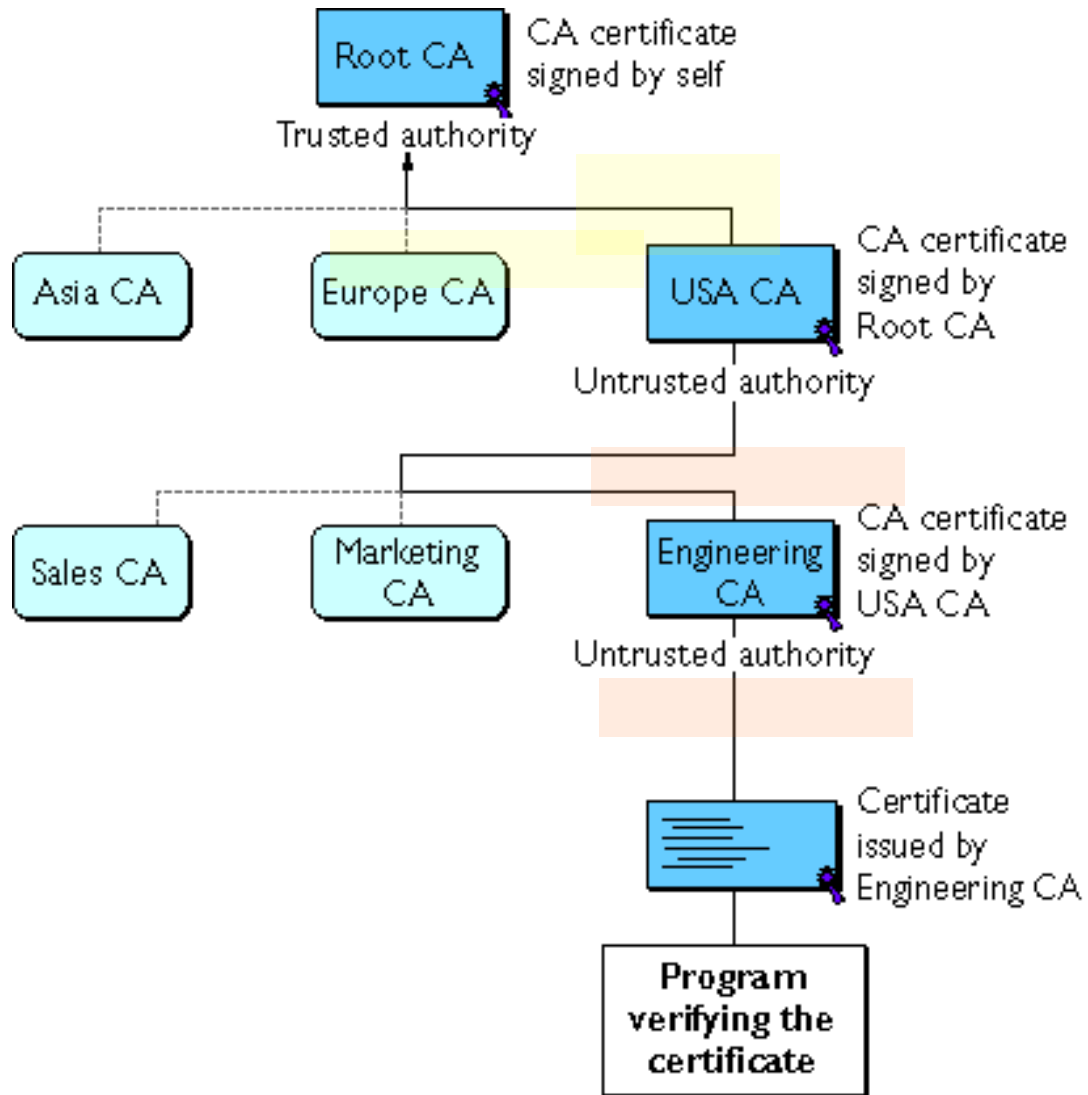 Root CA
CA certificate
signed by self
Trusted authority
Asia CA
Europe CA
USA CA
CA certificate
signed by
Root CA
Untrusted authority
Sales CA
Marketing
CA
Engineering
CA
CA certificate
signed by
USA CA
Untrusted authority
Certificate
issued by
Engineering CA
Program
verifying the
certificate